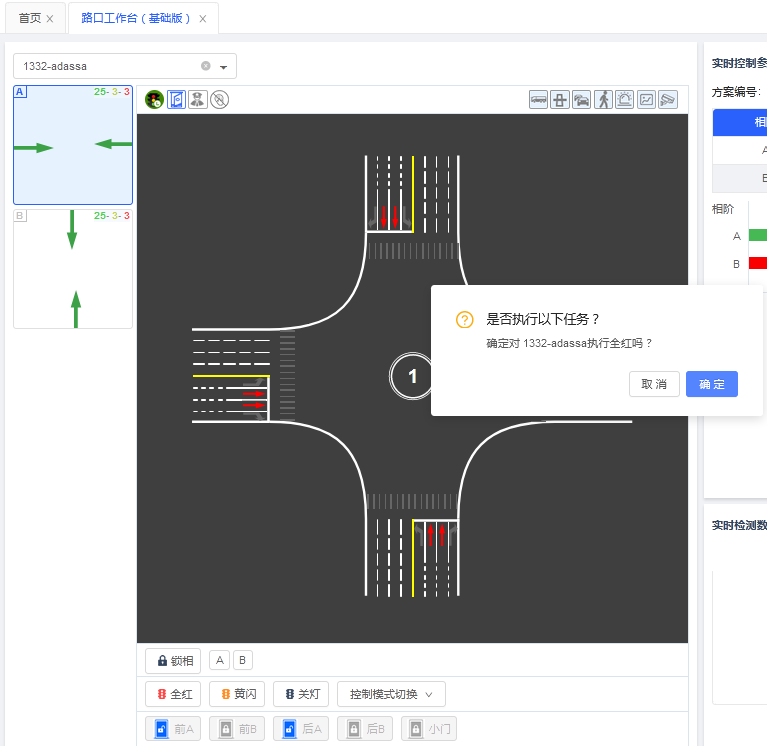 首页 ×
路口工作台（基础版） ×
1332-adassa
A 25- 3- 3
B 25- 3- 3
1
是否执行以下任务？
确定对 1332-adassa执行全红吗？
取 消
确 定
锁相 A B
全红 黄闪 关灯 控制模式切换
前A 前B 后A 后B 小门
实时控制参
方案编号:
相阶
A
B
实时检测数